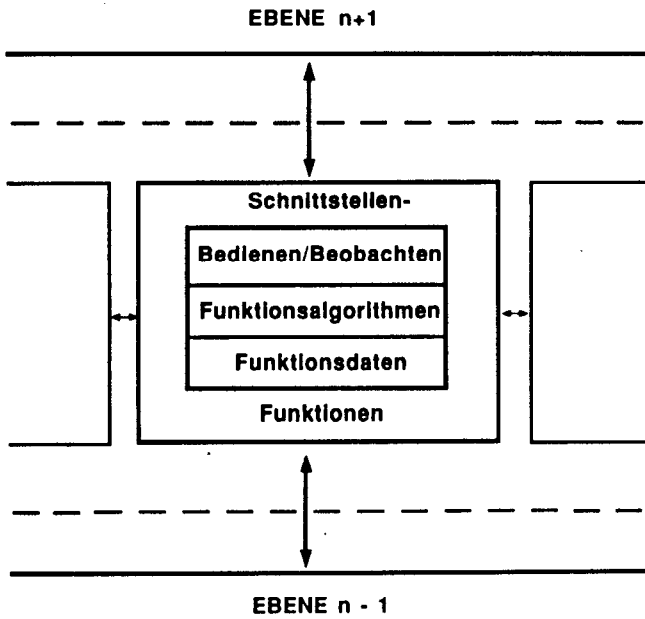 EBENE n+1
Schnittstellen-
Bedienen/Beobachten
Funktionsalgorithmen
Funktionsdaten
Funktionen
EBENE n - 1